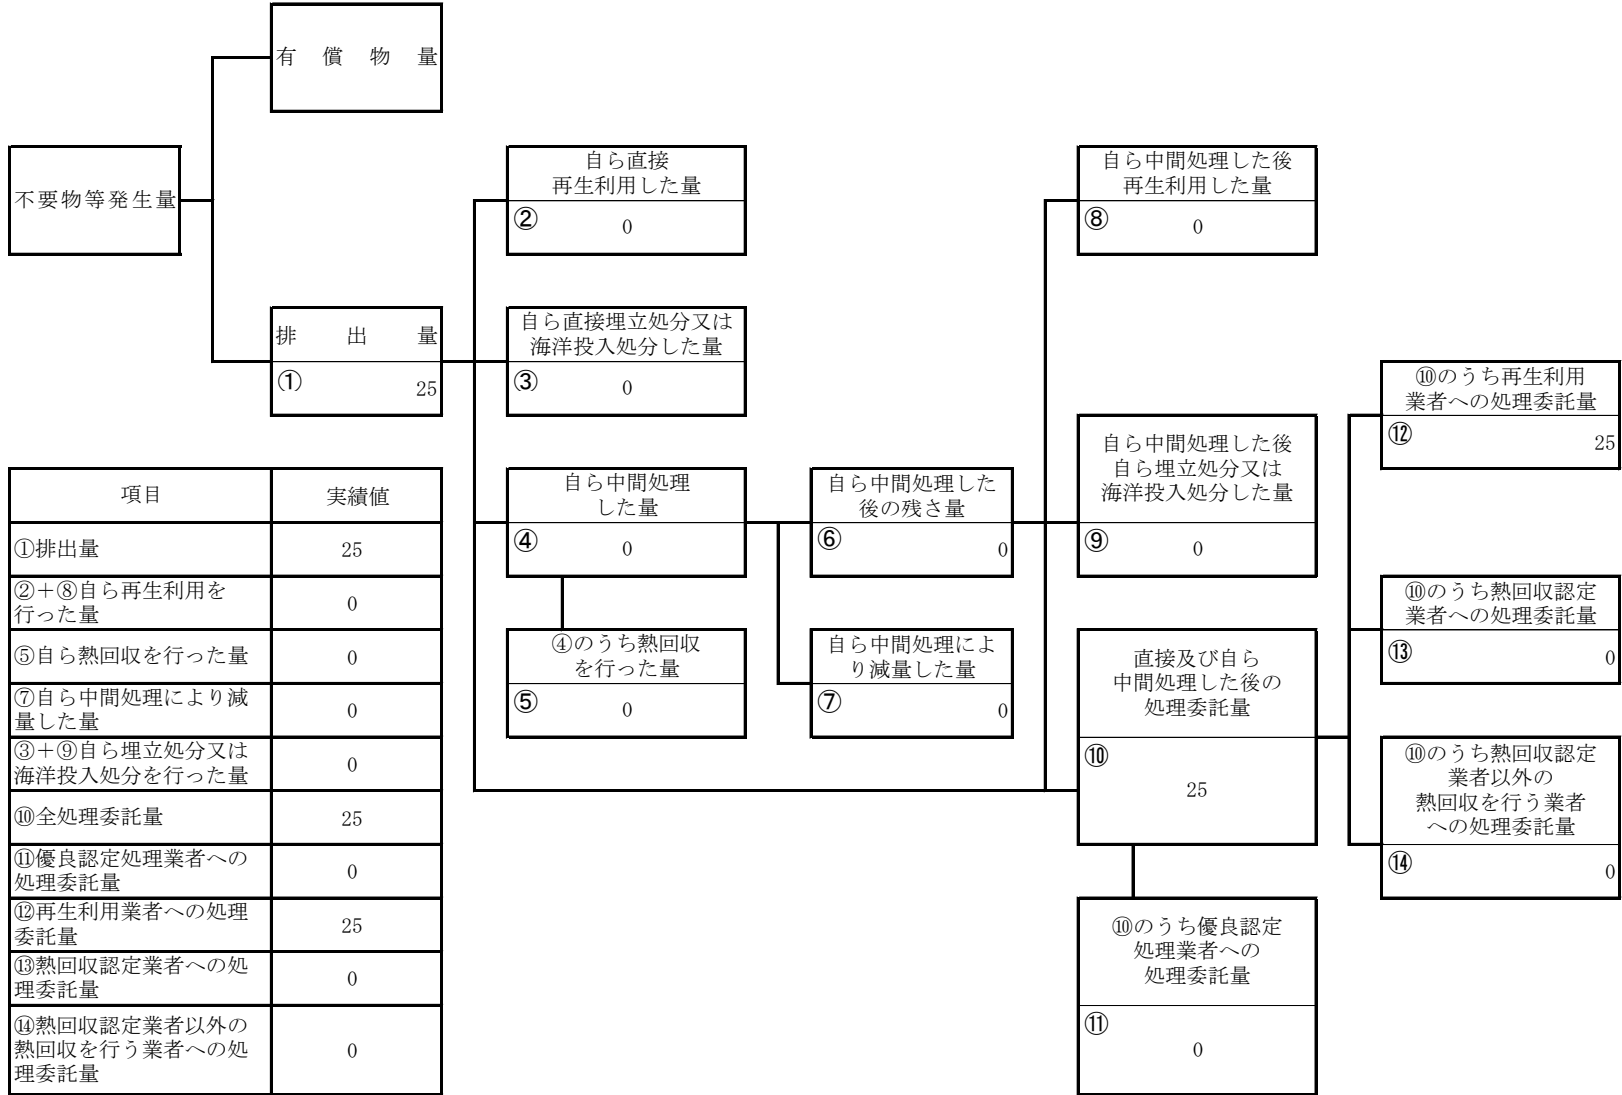 有償物量
不要物等発生量
排出量
① 25
自ら直接
再生利用した量
② 0
自ら直接埋立処分又は
海洋投入処分した量
③ 0
自ら中間処理
した量
④ 0
④のうち熱回収
を行った量
⑤ 0
自ら中間処理した
後の残さ量
⑥ 0
自ら中間処理によ
り減量した量
⑦ 0
自ら中間処理した後
再生利用した量
⑧ 0
自ら中間処理した後
自ら埋立処分又は
海洋投入処分した量
⑨ 0
直接及び自ら
中間処理した後の
処理委託量
⑩
25
⑩のうち優良認定
処理業者への
処理委託量
⑪
0
⑩のうち再生利用
業者への処理委託量
⑫ 25
⑩のうち熱回収認定
業者への処理委託量
⑬ 0
⑩のうち熱回収認定
業者以外の
熱回収を行う業者
への処理委託量
⑭ 0
項目 実績値
①排出量 25
②＋⑧自ら再生利用を
行った量 0
⑤自ら熱回収を行った量 0
⑦自ら中間処理により減
量した量 0
③＋⑨自ら埋立処分又は
海洋投入処分を行った量 0
⑩全処理委託量 25
⑪優良認定処理業者への
処理委託量 0
⑫再生利用業者への処理
委託量 25
⑬熱回収認定業者への処
理委託量 0
⑭熱回収認定業者以外の
熱回収を行う業者への処
理委託量 0